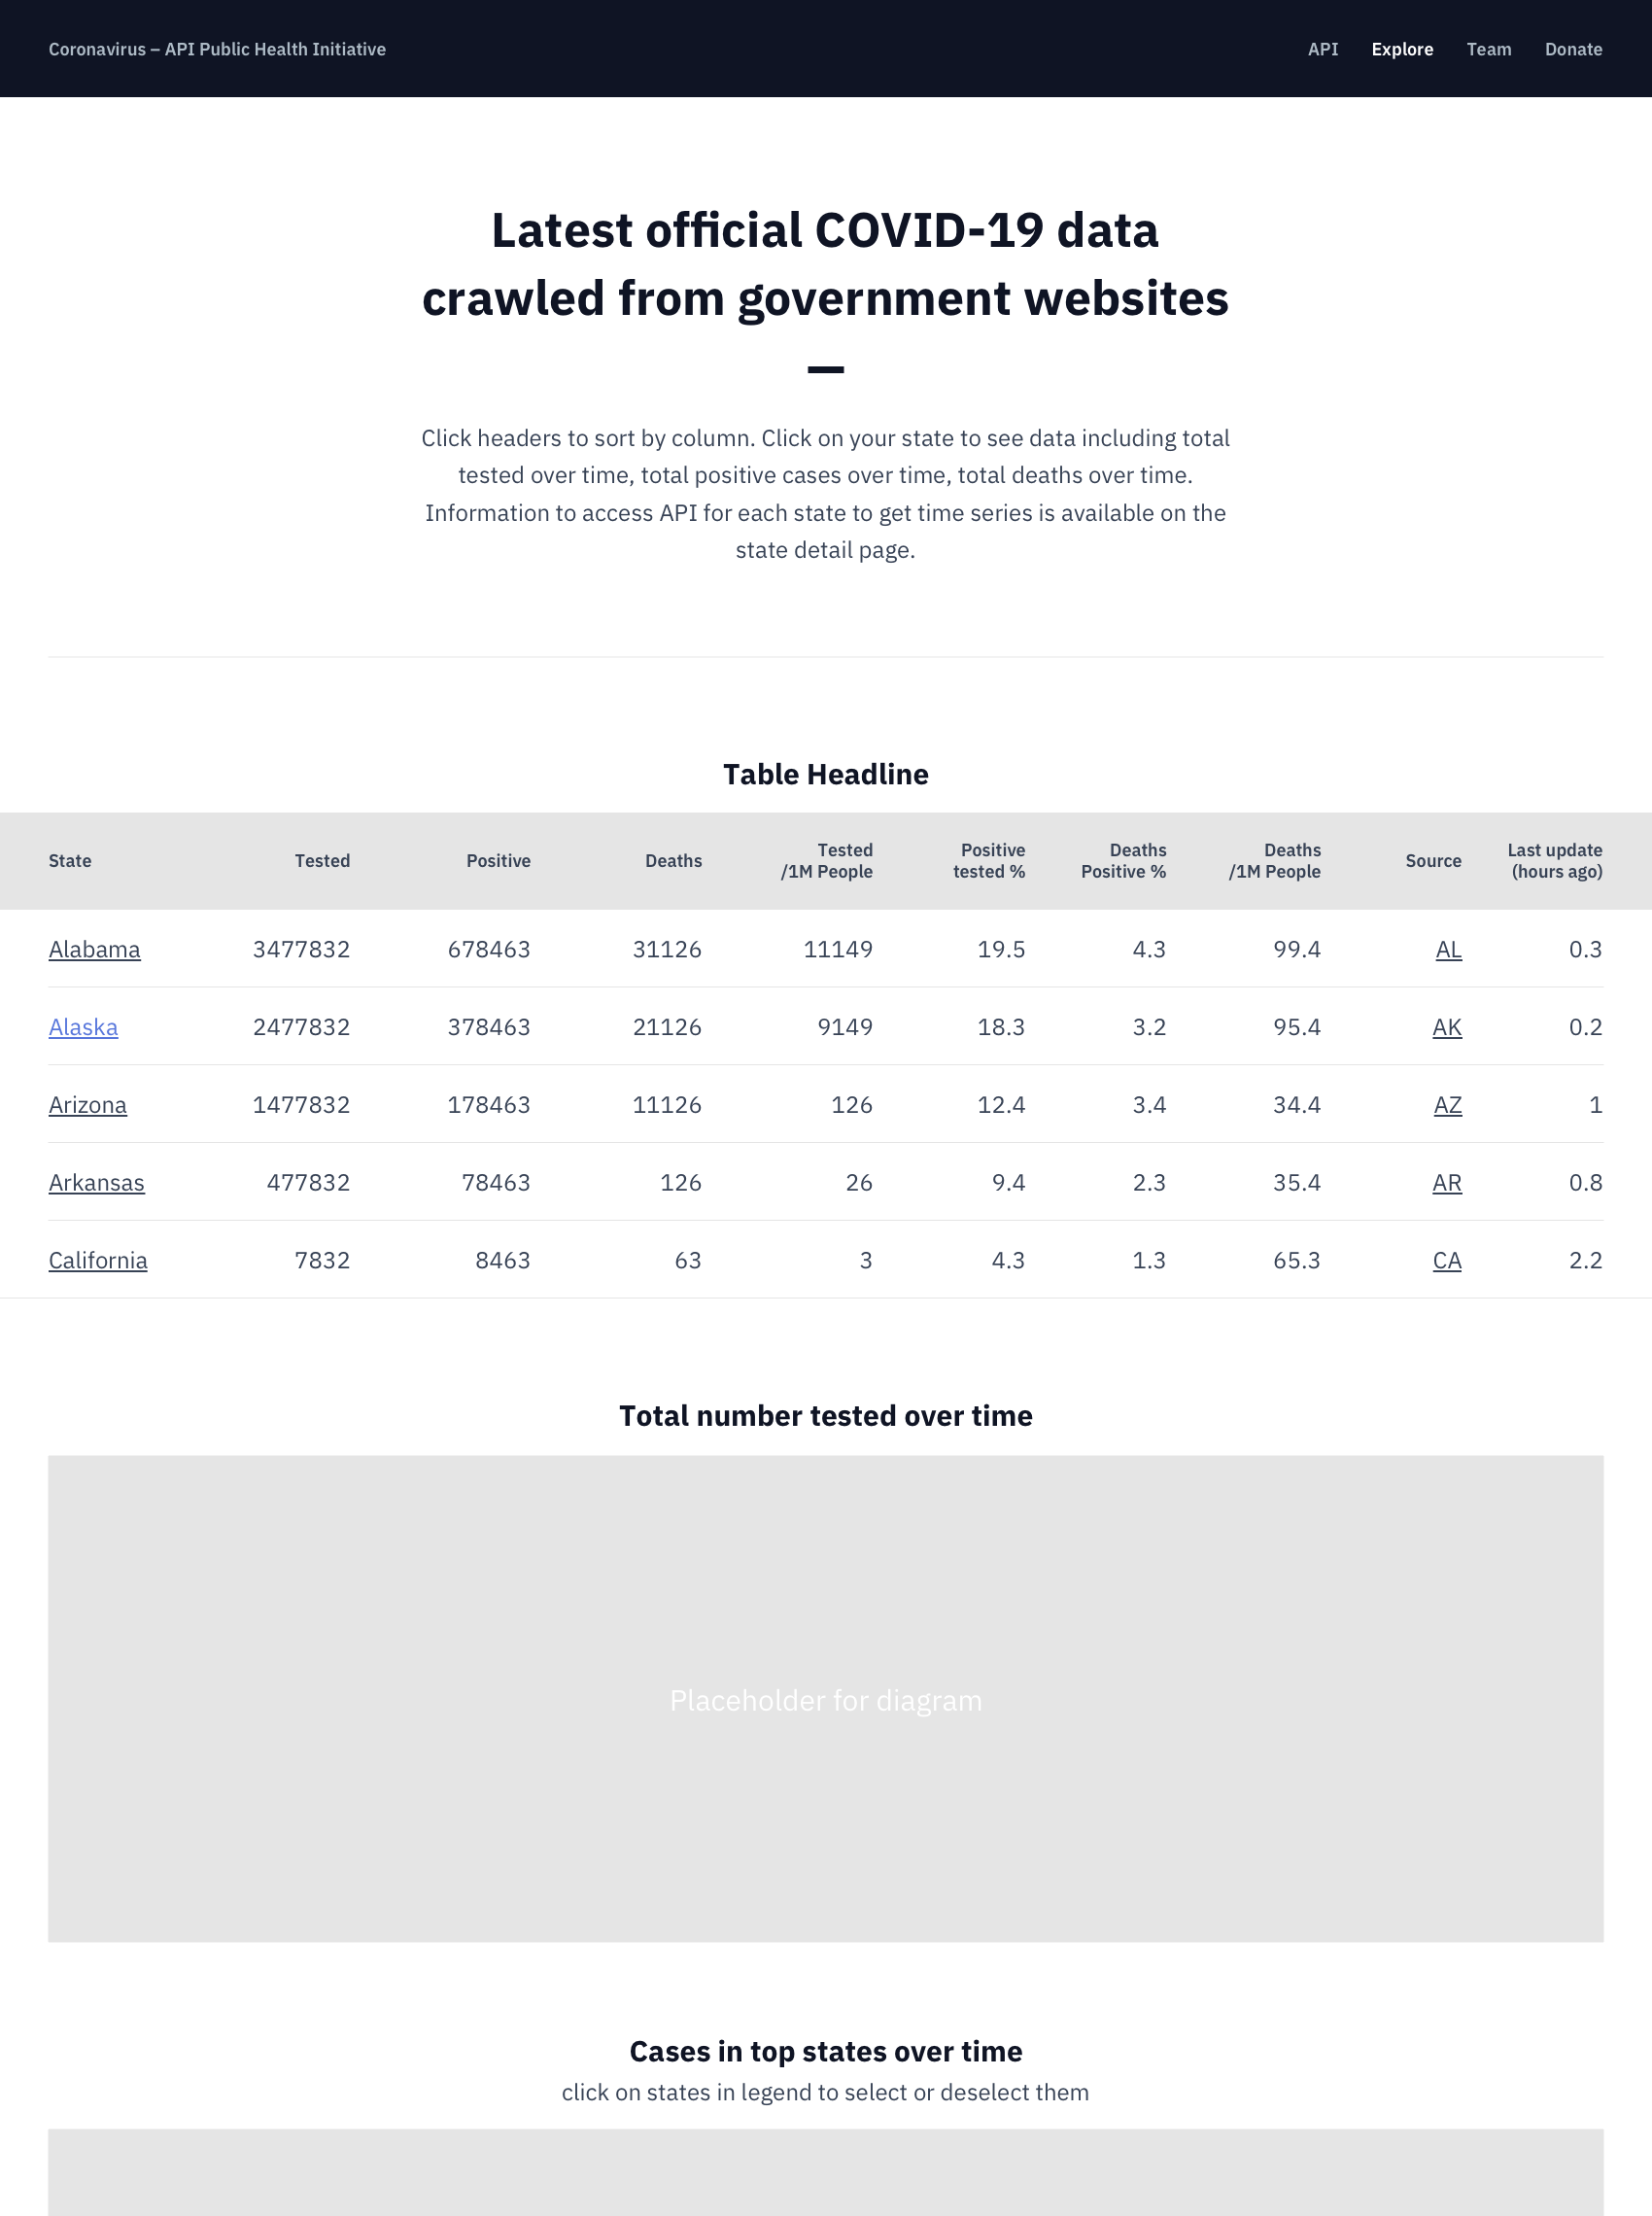 Coronavirus – API Public Health Initiative API Explore Team Donate
Latest official COVID-19 data
crawled from government websites
—
Click headers to sort by column. Click on your state to see data including total
tested over time, total positive cases over time, total deaths over time.
Information to access API for each state to get time series is available on the
state detail page.
Table Headline
State Tested Positive Deaths Tested /1M People Positive tested % Deaths Positive % Deaths /1M People Source Last update (hours ago)
Alabama 3477832 678463 31126 11149 19.5 4.3 99.4 AL 0.3
Alaska 2477832 378463 21126 9149 18.3 3.2 95.4 AK 0.2
Arizona 1477832 178463 11126 126 12.4 3.4 34.4 AZ 1
Arkansas 477832 78463 126 26 9.4 2.3 35.4 AR 0.8
California 7832 8463 63 3 4.3 1.3 65.3 CA 2.2
Total number tested over time
Placeholder for diagram
Cases in top states over time
click on states in legend to select or deselect them